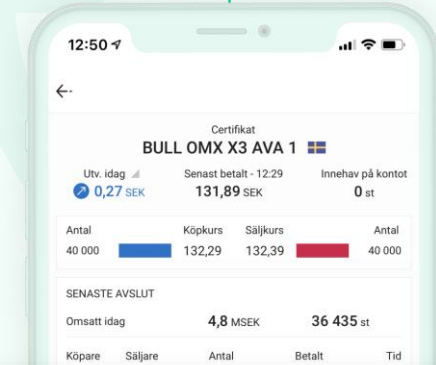 12:50
Certifikat
BULL OMX X3 AVA 1
Utv. idag Senast betalt - 12:29 Innehav på kontot
0,27 SEK 131,89 SEK 0 st
Antal Köpkurs Säljkurs Antal
40 000 132,29 132,39 40 000
SENASTE AVSLUT
Omsatt idag 4,8 MSEK 36 435 st
Köpare Säljare Antal Betalt Tid